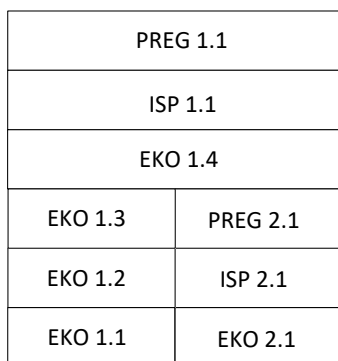 PREG 1.1
ISP 1.1
EKO 1.4
EKO 1.3 PREG 2.1
EKO 1.2 ISP 2.1
EKO 1.1 EKO 2.1